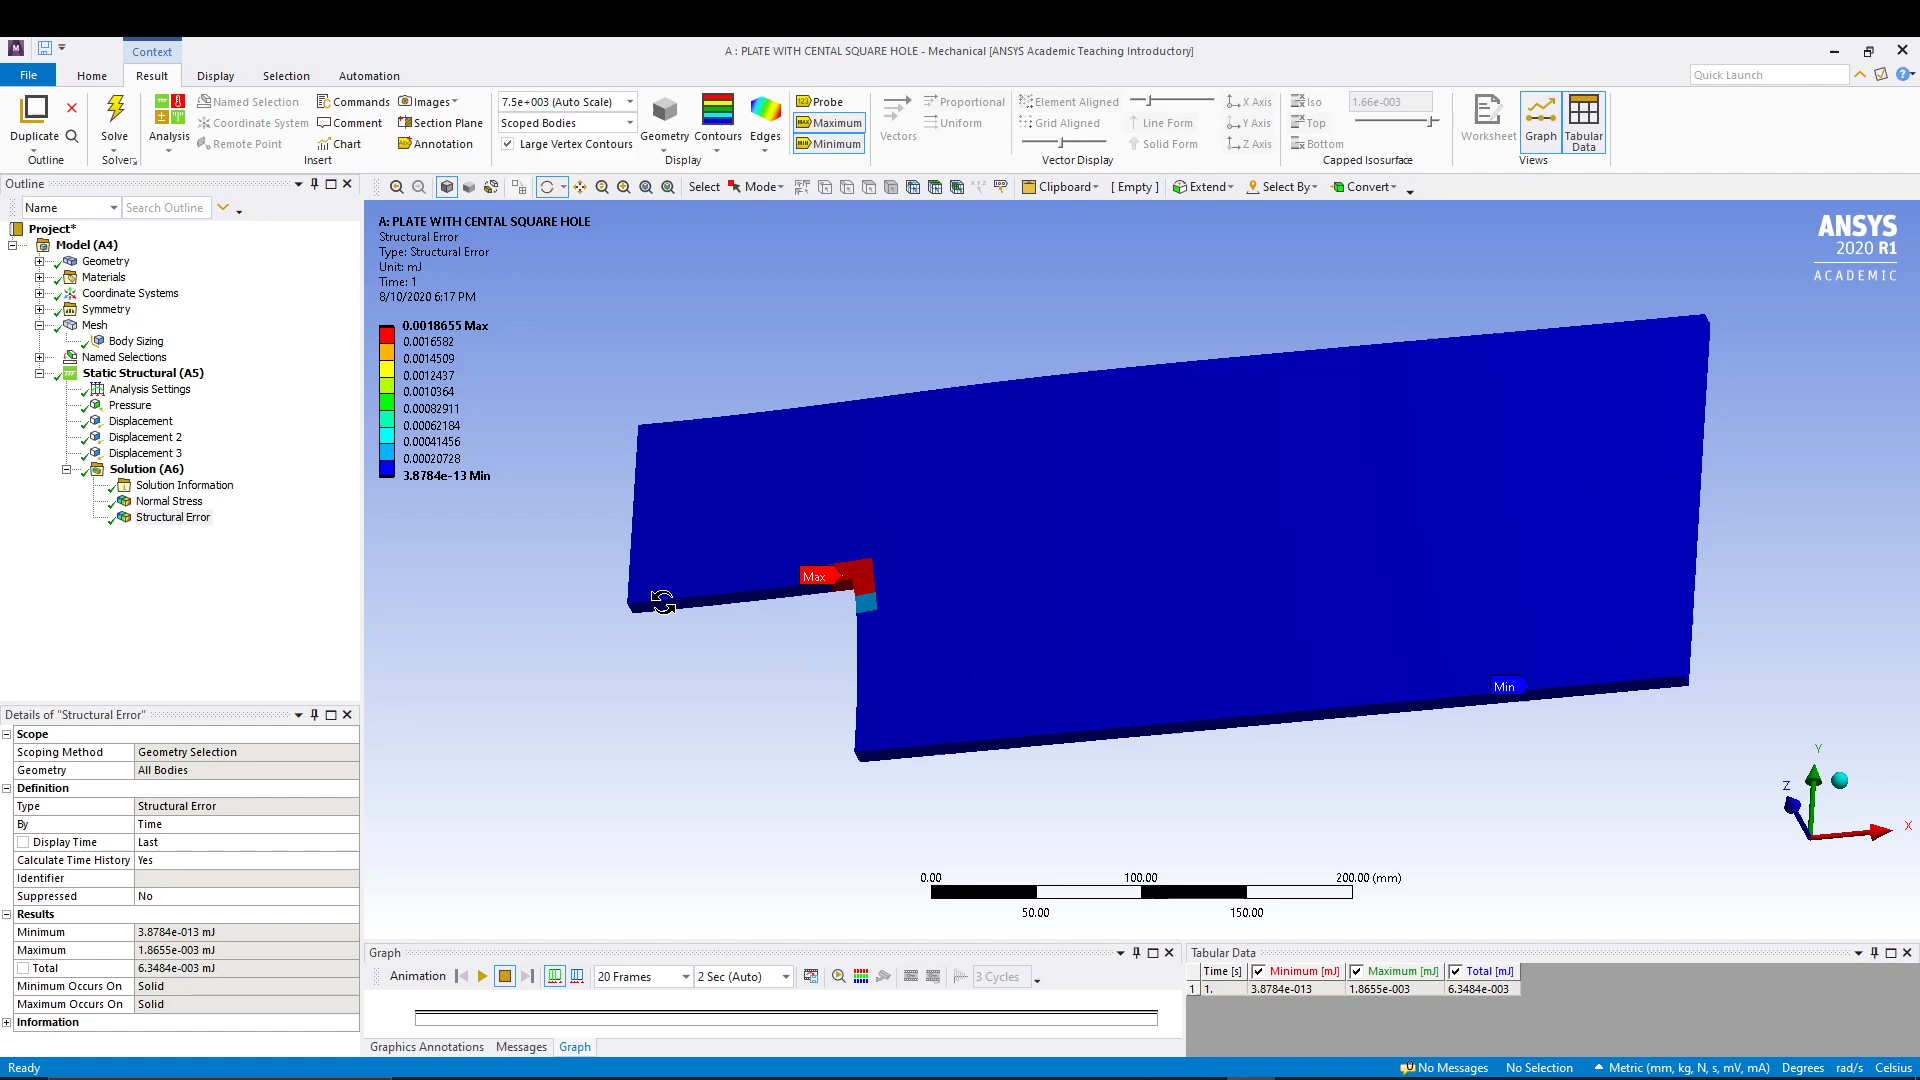 Context
A : PLATE WITH CENTAL SQUARE HOLE - Mechanical [ANSYS Academic Teaching Introductory]
File Home Result Display Selection Automation
Quick Launch
Duplicate
Outline
Solve
Solver
Analysis
Named Selection
Coordinate System
Remote Point
Commands
Comment
Chart
Images
Section Plane
Annotation
Insert
7.5e+003 (Auto Scale)
Scoped Bodies
Large Vertex Contours
Geometry
Contours
Edges
Display
Probe
Maximum
Minimum
Vectors
Proportional
Uniform
Element Aligned
Grid Aligned
Line Form
Solid Form
X Axis
Y Axis
Z Axis
Vector Display
Iso
Top
Bottom
1.66e-003
Capped Isosurface
Worksheet
Graph
Tabular
Data
Views
Outline
Name
Search Outline
Select Mode Clipboard [ Empty ] Extend Select By Convert
Project*
Model (A4)
Geometry
Materials
Coordinate Systems
Symmetry
Mesh
Body Sizing
Named Selections
Static Structural (A5)
Analysis Settings
Pressure
Displacement
Displacement 2
Displacement 3
Solution (A6)
Solution Information
Normal Stress
Structural Error
A: PLATE WITH CENTAL SQUARE HOLE
Structural Error
Type: Structural Error
Unit: mJ
Time: 1
8/10/2020 6:17 PM
0.0018655 Max
0.0016582
0.0014509
0.0012437
0.0010364
0.00082911
0.00062184
0.00041456
0.00020728
3.8784e-13 Min
ANSYS
2020 R1
ACADEMIC
Max
Min
Y
Z
X
0.00 100.00 200.00 (mm)
50.00 150.00
Details of "Structural Error"
Scope
Scoping Method Geometry Selection
Geometry All Bodies
Definition
Type Structural Error
By Time
Display Time Last
Calculate Time History Yes
Identifier
Suppressed No
Results
Minimum 3.8784e-013 mJ
Maximum 1.8655e-003 mJ
Total 6.3484e-003 mJ
Minimum Occurs On Solid
Maximum Occurs On Solid
Information
Graph
Animation 20 Frames 2 Sec (Auto) 3 Cycles
Graphics Annotations Messages Graph
Tabular Data
Time [s] Minimum [mJ] Maximum [mJ] Total [mJ]
1 1. 3.8784e-013 1.8655e-003 6.3484e-003
Ready
No Messages No Selection Metric (mm, kg, N, s, mV, mA) Degrees rad/s Celsius